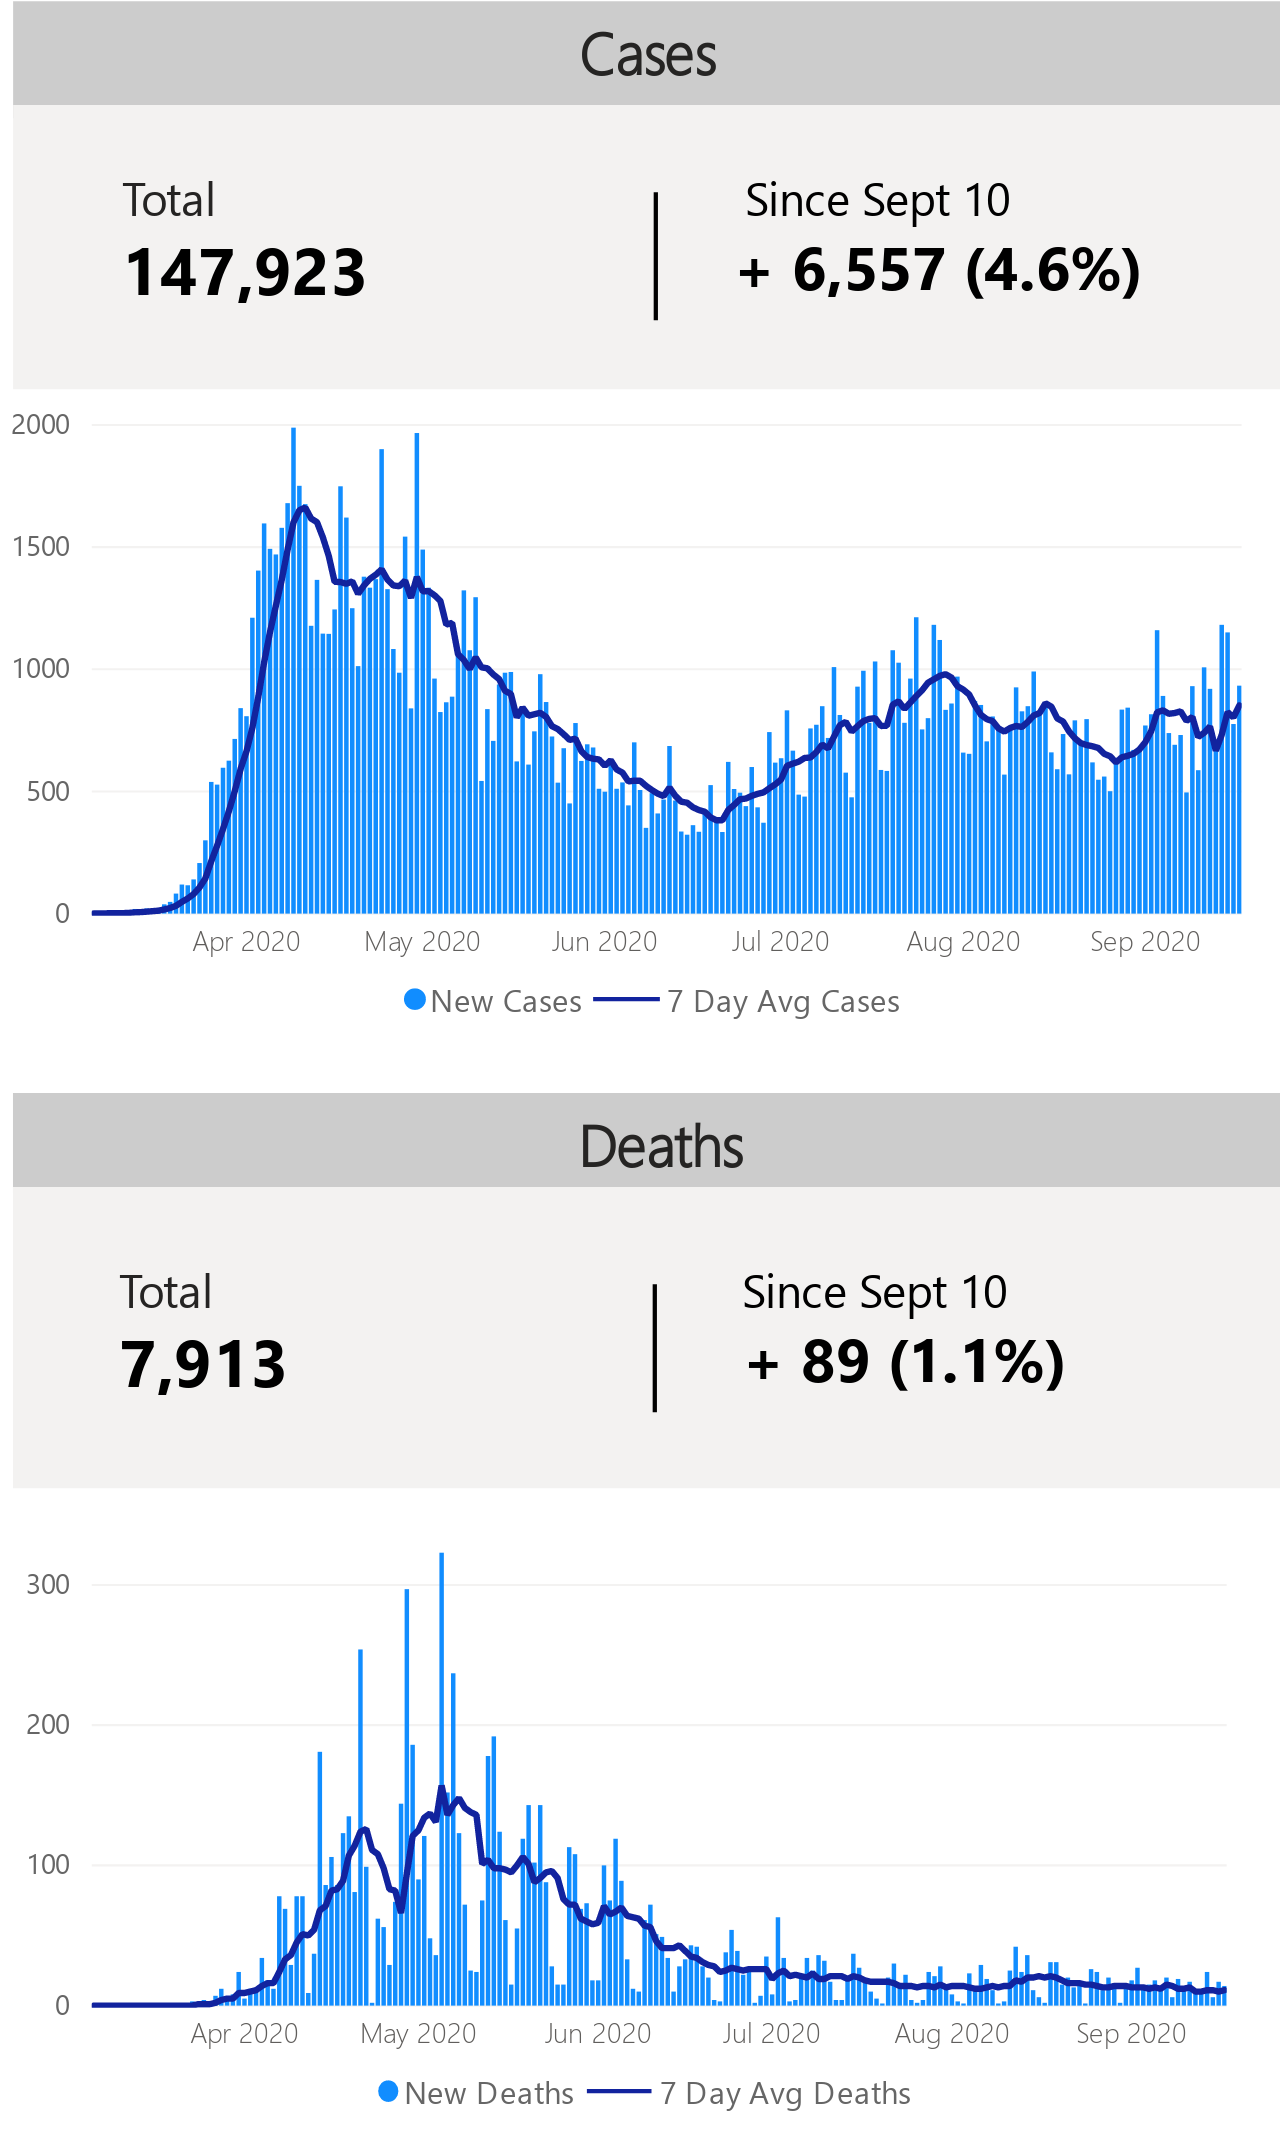 Cases
Total
Since Sept 10
147,923
+ 6,557 (4.6%)
2000
1500
1000
500
0
Apr 2020 May 2020 Jun 2020 Jul 2020 Aug 2020 Sep 2020
New Cases 7 Day Avg Cases
Deaths
Total
Since Sept 10
7,913
+ 89 (1.1%)
300
200
100
0
Apr 2020 May 2020 Jun 2020 Jul 2020 Aug 2020 Sep 2020
New Deaths 7 Day Avg Deaths